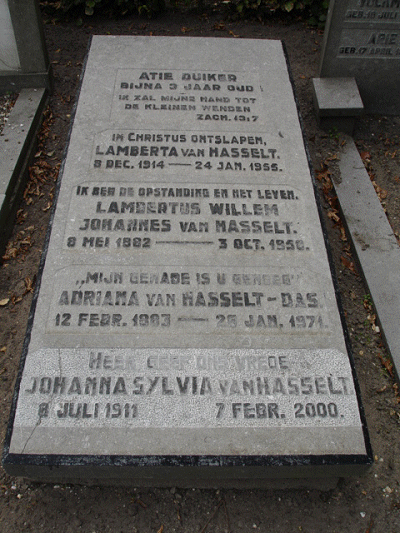 ATIE DUIKER
BIJNA 3 JAAR OUD
IK ZAL MIJNE HAND TOT
DE KLEINEN WENDEN
ZACH. 13:7
IN CHRISTUS ONTSLAPEN,
LAMBERTA VAN HASSELT.
8 DEC. 1914 — 24 JAN. 1955.
IK BEN DE OPSTANDING EN HET LEVEN.
LAMBERTUS WILLEM
JOHANNES VAN HASSELT.
8 MEI 1882 — 3 OCT. 1958.
„MIJN GENADE IS U GENOEG"
ADRIANA VAN HASSELT-DAS.
12 FEBR. 1883 — 26 JAN. 1971.
HEER GEEF ONS VREDE
JOHANNA SYLVIA VAN HASSELT.
8 JULI 1911 7 FEBR. 2000.